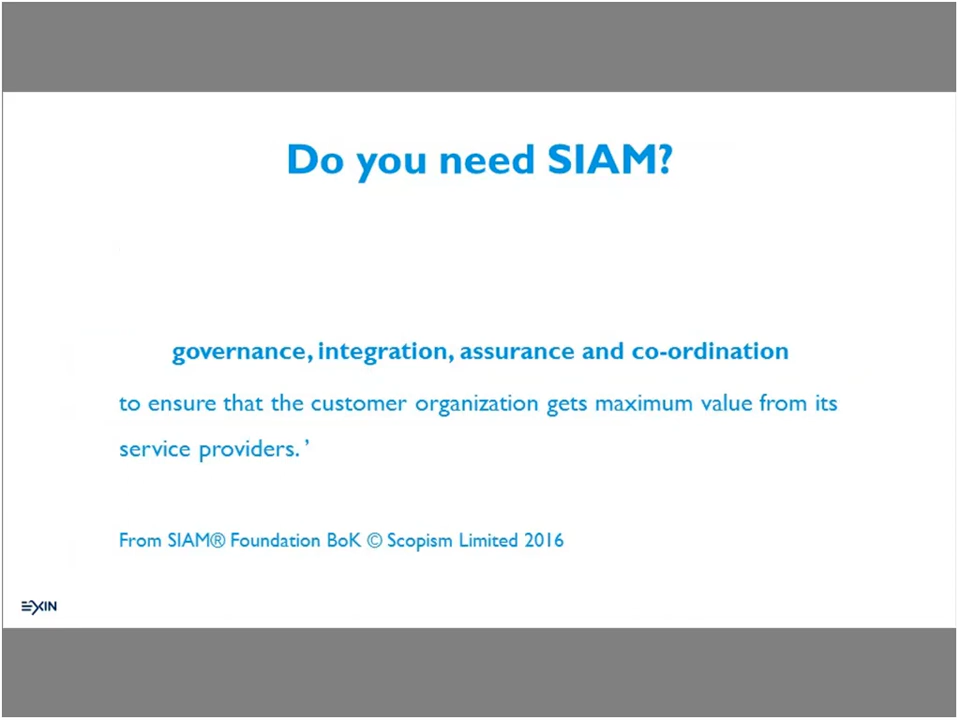 Do you need SIAM?
governance, integration, assurance and co-ordination
to ensure that the customer organization gets maximum value from its
service providers. ’
From SIAM® Foundation BoK © Scopism Limited 2016
EXIN